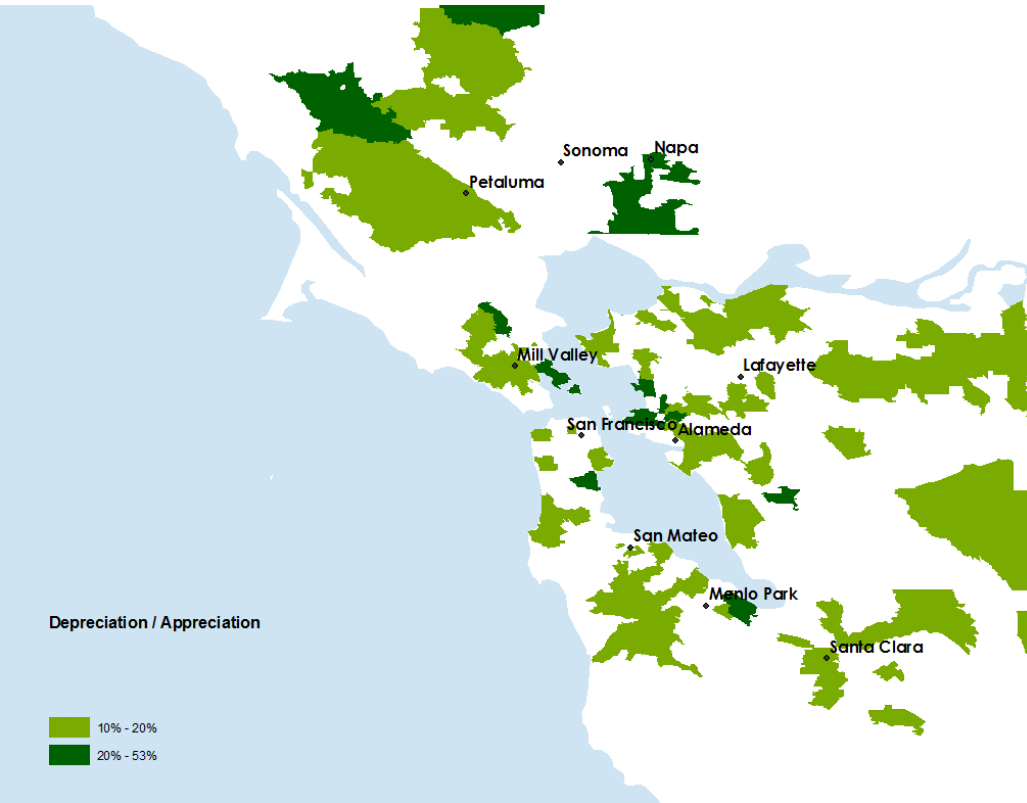 Sonoma
Napa
Petaluma
Mill Valley
Lafayette
San Francisco
Alameda
San Mateo
Menlo Park
Depreciation / Appreciation
Santa Clara
10% - 20%
20% - 53%